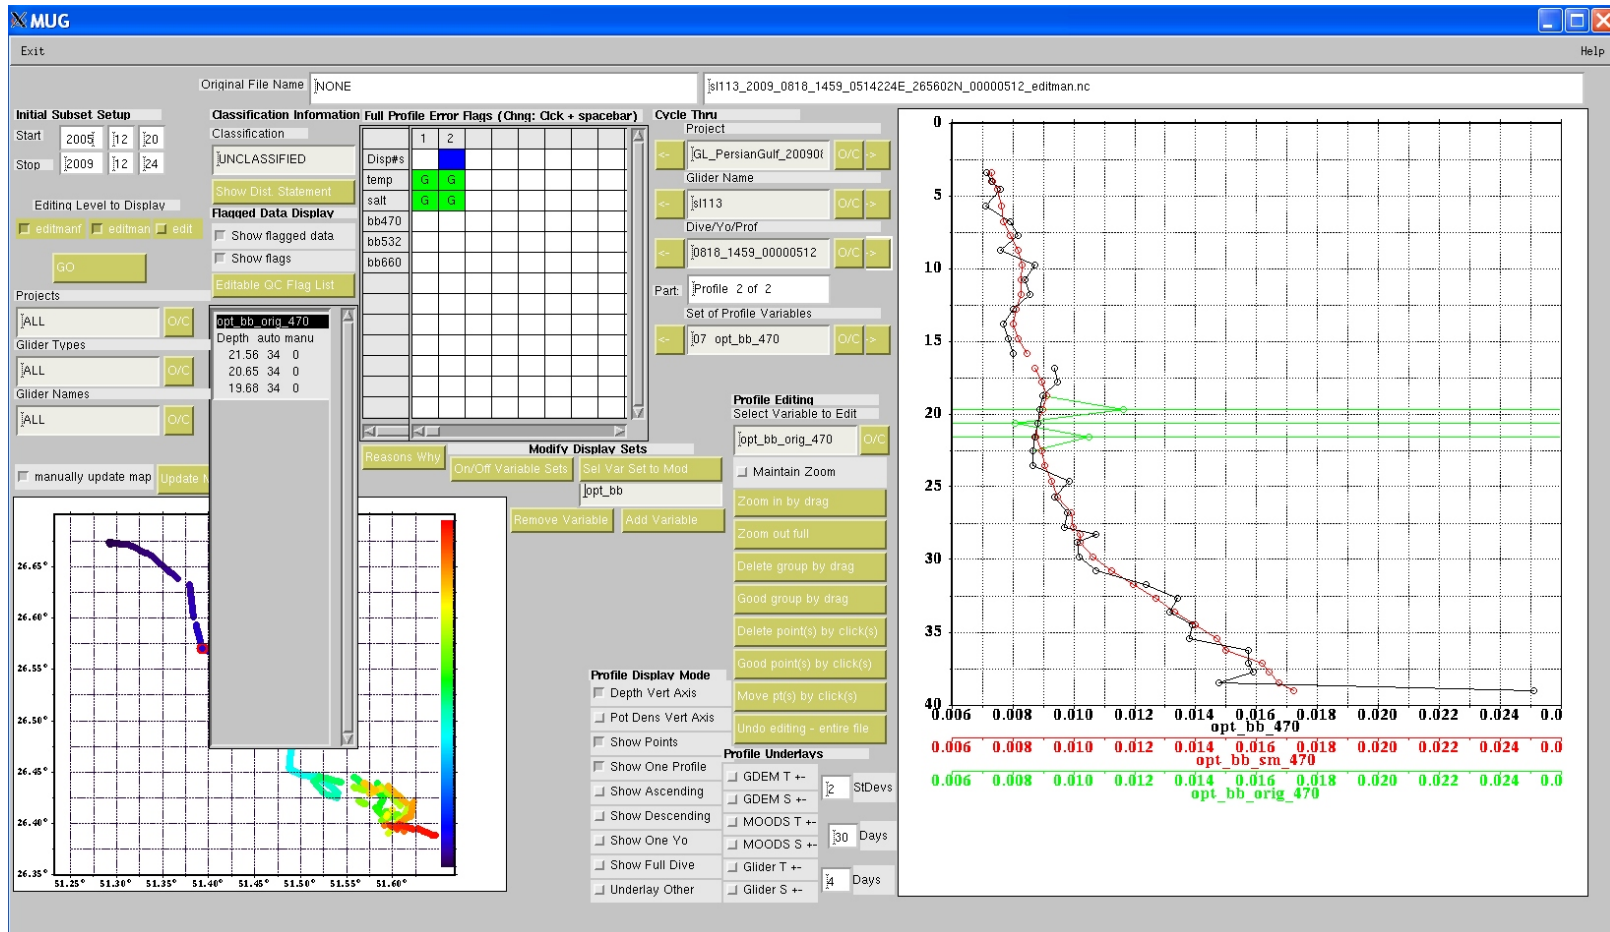 MUG
Exit Help
Original File Name NONE sl113_2009_0818_1459_0514224E_265602N_00000512_editman.nc
Initial Subset Setup
Start 2005 12 20
Stop 2009 12 24
Editing Level to Display
editmanf editman edit
GO
Projects
ALL O/C
Glider Types
ALL O/C
Glider Names
ALL O/C
manually update map Update
Classification Information
Classification
UNCLASSIFIED
Show Dist. Statement
Flagged Data Display
Show flagged data
Show flags
Editable QC Flag List
opt_bb_orig_470
Depth auto manu
21.56 34 0
20.65 34 0
19.68 34 0
Full Profile Error Flags (Chng: Clck + spacebar)
1 2
Disp#s
temp G G
salt G G
bb470
bb532
bb660
Reasons Why
Modify Display Sets
On/Off Variable Sets Sel Var Set to Mod
opt_bb
Remove Variable Add Variable
Cycle Thru
Project
<- GL_PersianGulf_20090 O/C ->
Glider Name
<- sl113 O/C ->
Dive/Yo/Prof
<- 0818_1459_00000512 O/C ->
Part: Profile 2 of 2
Set of Profile Variables
<- 07 opt_bb_470 O/C ->
Profile Editing
Select Variable to Edit
opt_bb_orig_470 O/C
Maintain Zoom
Zoom in by drag
Zoom out full
Delete group by drag
Good group by drag
Delete point(s) by click(s)
Good point(s) by click(s)
Move pt(s) by click(s)
Undo editing - entire file
Profile Display Mode
Depth Vert Axis
Pot Dens Vert Axis
Show Points
Show One Profile
Show Ascending
Show Descending
Show One Yo
Show Full Dive
Underlay Other
Profile Underlays
GDEM T +-
GDEM S +-
MOODS T +-
MOODS S +-
Glider T +-
Glider S +-
2 StDevs
30 Days
4 Days
26.65°
26.60°
26.55°
26.50°
26.45°
26.40°
26.35°
51.25° 51.30° 51.35° 51.40° 51.45° 51.50° 51.55° 51.60°
0
5
10
15
20
25
30
35
40
0.006 0.008 0.010 0.012 0.014 0.016 0.018 0.020 0.022 0.024 0.0
opt_bb_470
0.006 0.008 0.010 0.012 0.014 0.016 0.018 0.020 0.022 0.024 0.0
opt_bb_sm_470
0.006 0.008 0.010 0.012 0.014 0.016 0.018 0.020 0.022 0.024 0.0
opt_bb_orig_470